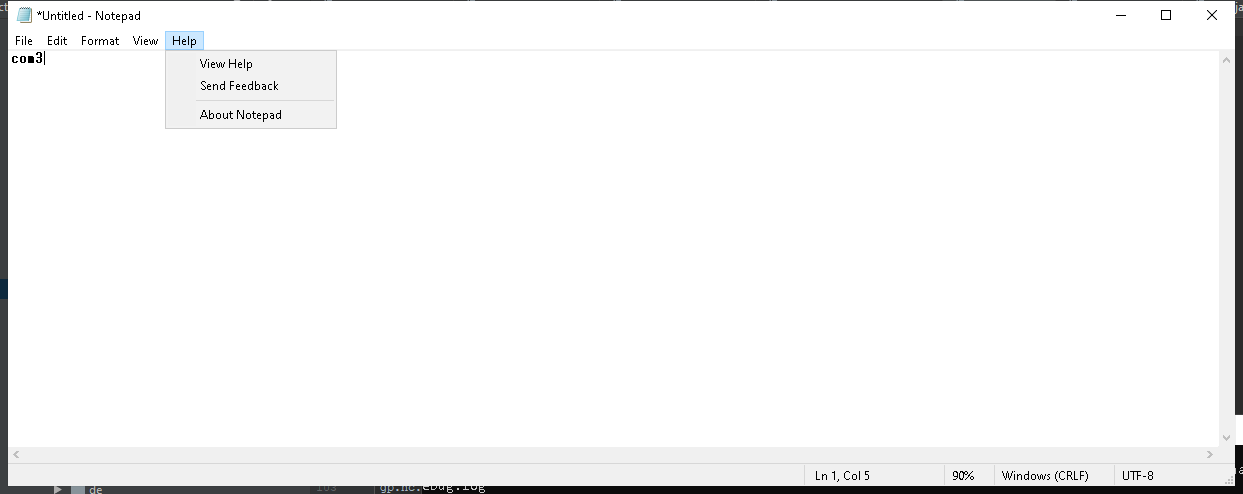 *Untitled - Notepad
File Edit Format View Help
com3
View Help
Send Feedback
About Notepad
Ln 1, Col 5 90% Windows (CRLF) UTF-8
de